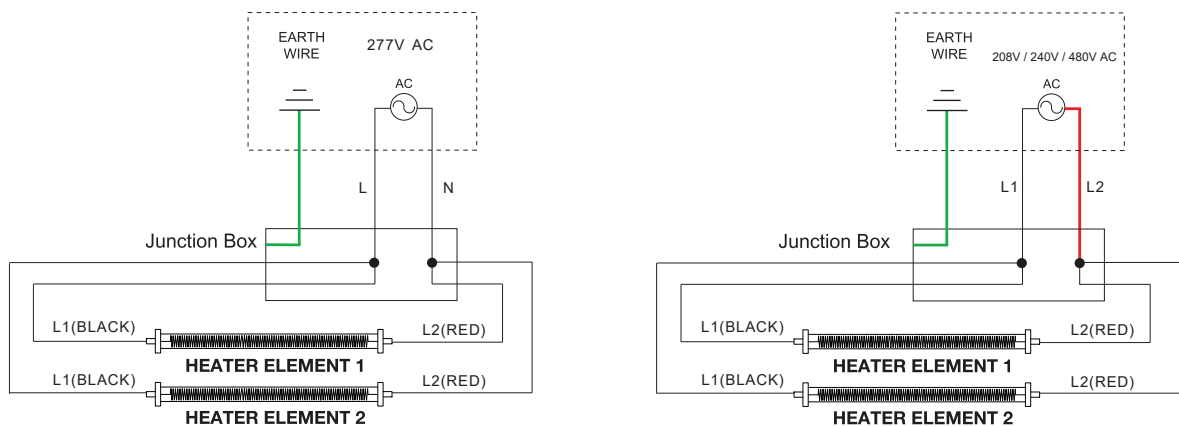 EARTH
WIRE
277V AC
AC
L
N
Junction Box
L1(BLACK)
L2(RED)
HEATER ELEMENT 1
L1(BLACK)
L2(RED)
HEATER ELEMENT 2
EARTH
WIRE
208V / 240V / 480V AC
AC
L1
L2
Junction Box
L1(BLACK)
L2(RED)
HEATER ELEMENT 1
L1(BLACK)
L2(RED)
HEATER ELEMENT 2